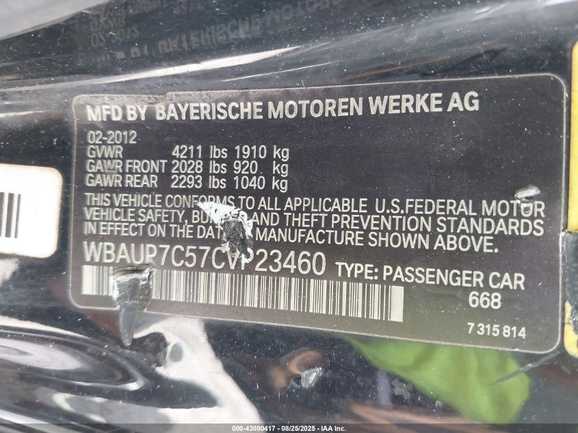 MFD BY BAYERISCHE MOTOREN WERKE AG
02-2012
GVWR 4211 lbs 1910 kg
GAWR FRONT 2028 lbs 920 kg
GAWR REAR 2293 lbs 1040 kg
THIS VEHICLE CONFORMS TO ALL APPLICABLE U.S.FEDERAL MOTOR
VEHICLE SAFETY, BUMPER AND THEFT PREVENTION STANDARDS
IN EFFECT ON THE DATE MANUFACTURE
WBAUP7C57CVP23460 TYPE: PASSENGER CAR
668
7 315 814
000-43090417 | 08/25/2025 | IAA Inc.